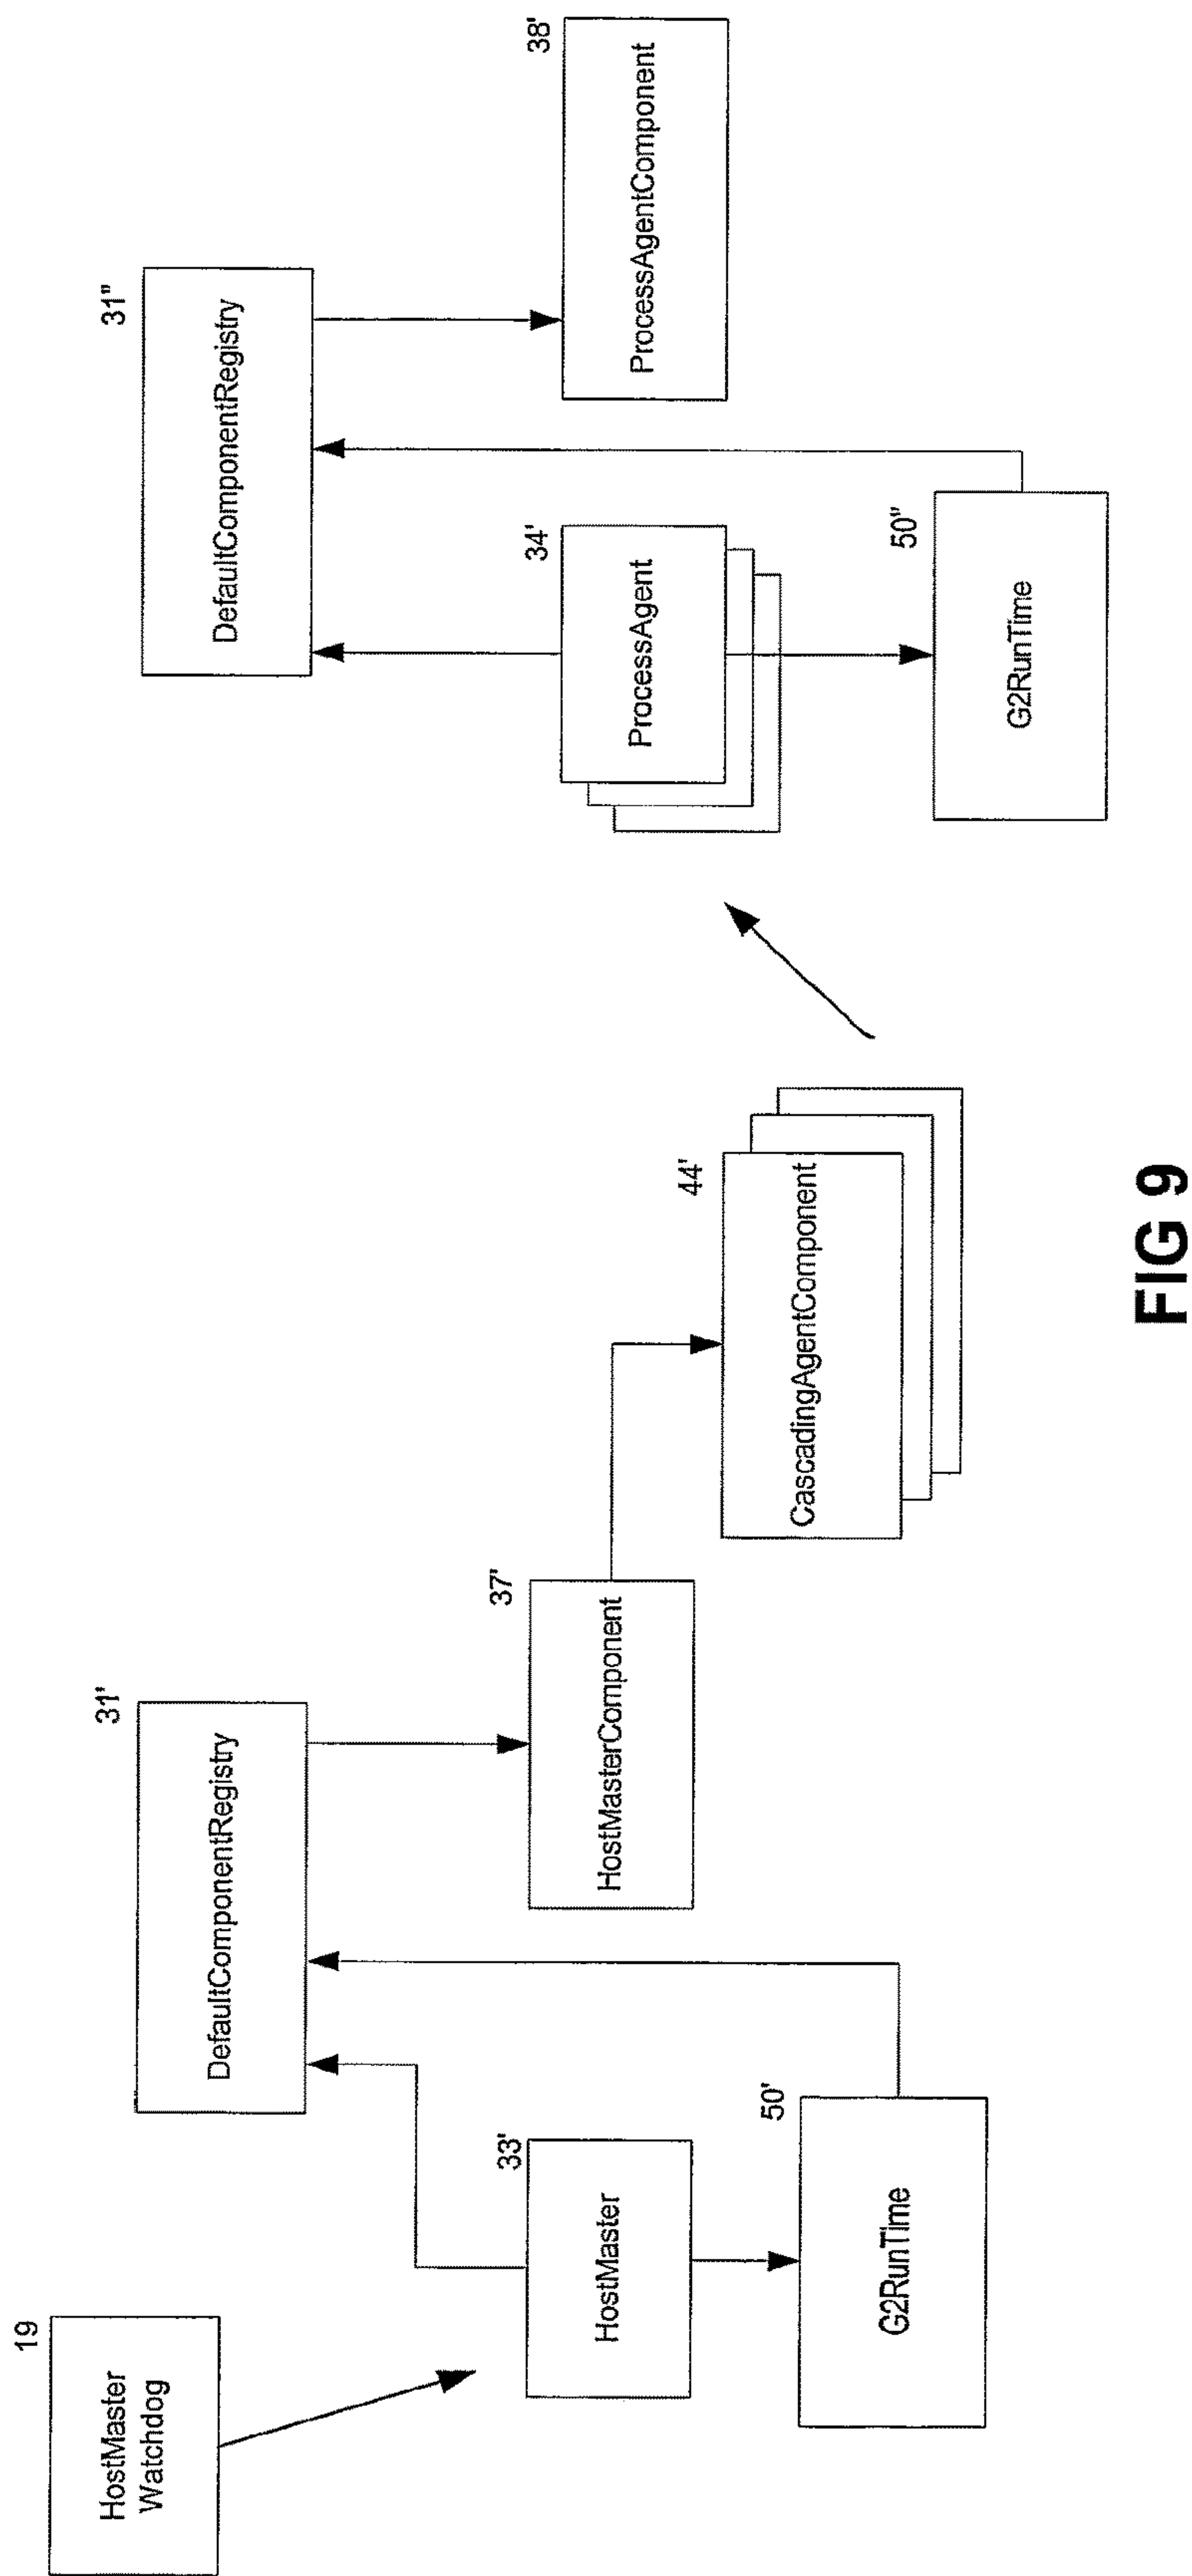 19
HostMaster
Watchdog
31'
DefaultComponentRegistry
33'
HostMaster
37'
HostMasterComponent
50'
G2RunTime
44'
CascadingAgentComponent
31"
DefaultComponentRegistry
34'
ProcessAgent
38'
ProcessAgentComponent
50"
G2RunTime
FIG 9